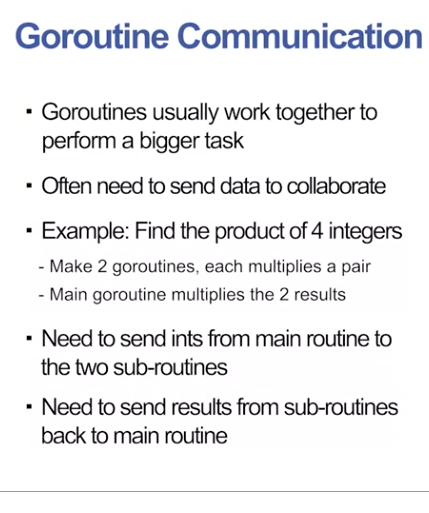 Goroutine Communication
▪ Goroutines usually work together to
perform a bigger task
▪ Often need to send data to collaborate
▪ Example: Find the product of 4 integers
- Make 2 goroutines, each multiplies a pair
- Main goroutine multiplies the 2 results
▪ Need to send ints from main routine to
the two sub-routines
▪ Need to send results from sub-routines
back to main routine